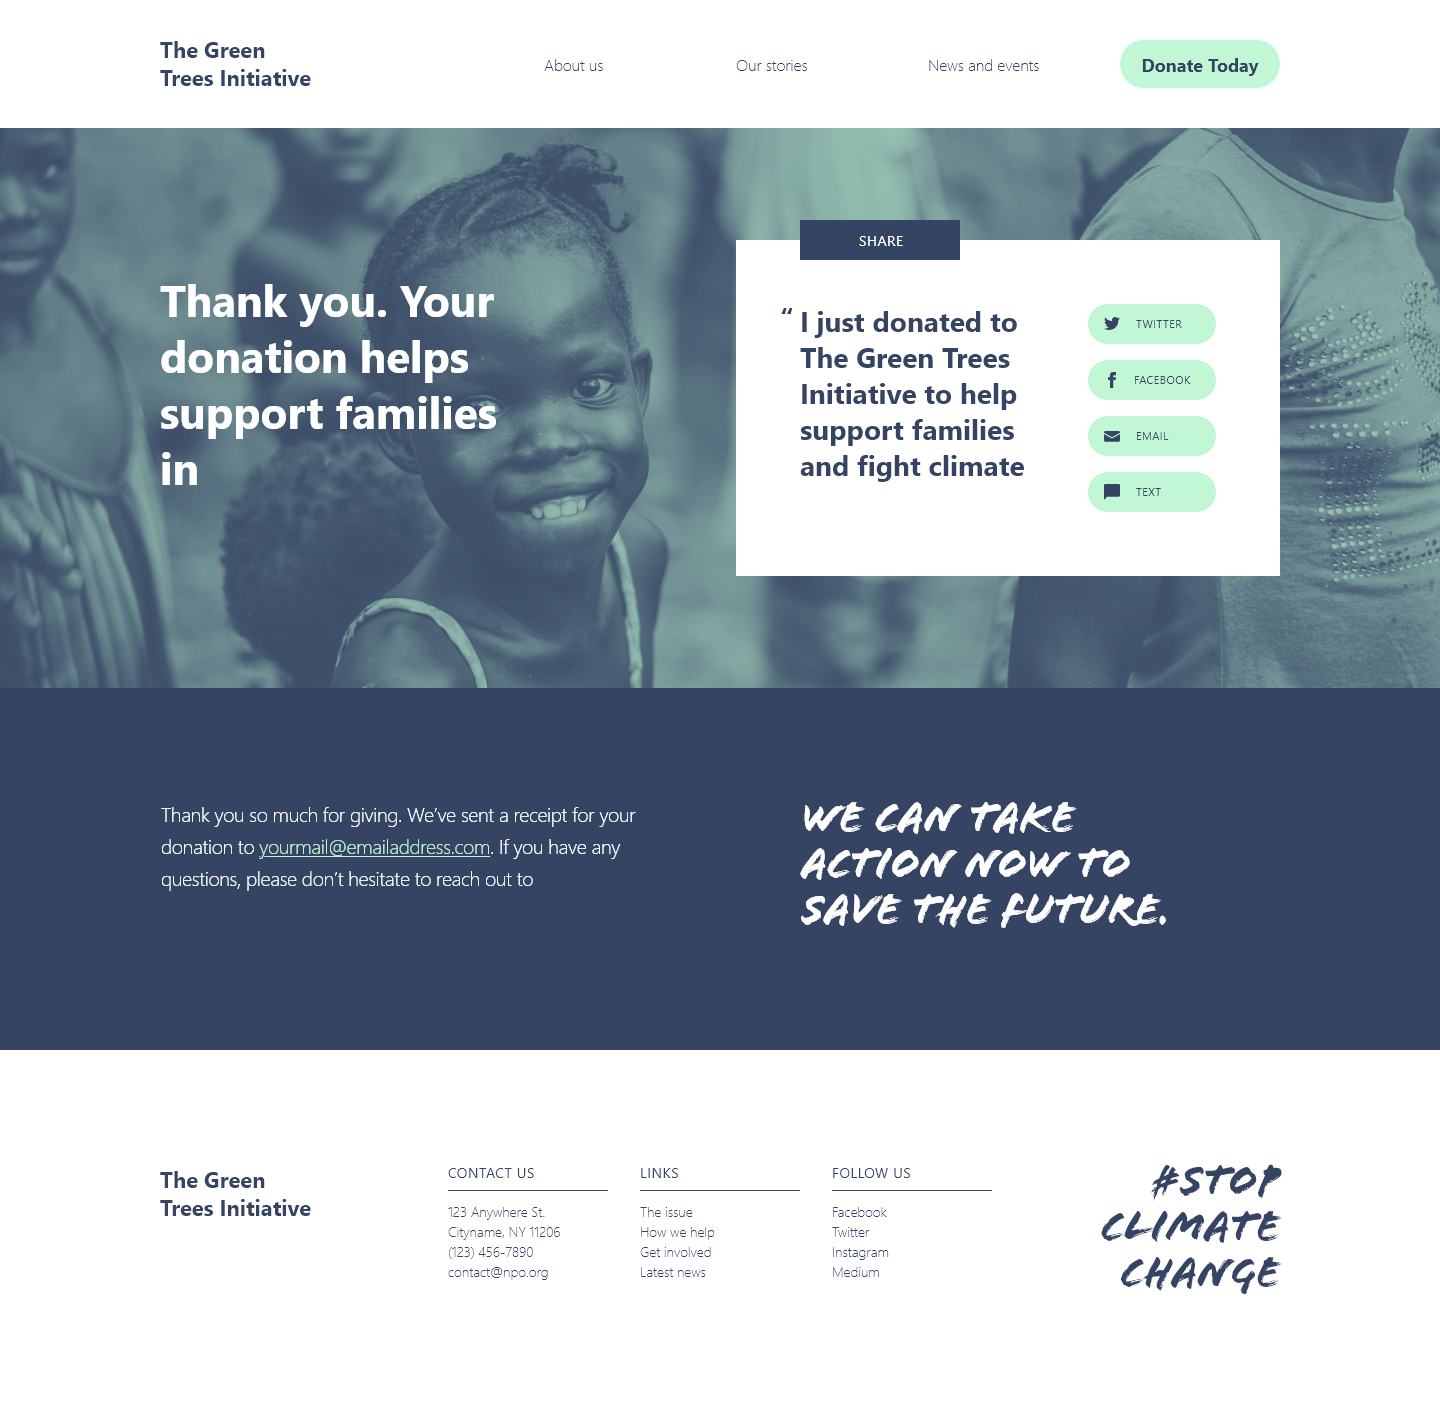 The Green
Trees Initiative
About us
Our stories
News and events
Donate Today
Thank you. Your
donation helps
support families
in
SHARE
“ I just donated to
The Green Trees
Initiative to help
support families
and fight climate
TWITTER
FACEBOOK
EMAIL
TEXT
Thank you so much for giving. We’ve sent a receipt for your
donation to yourmail@emailaddress.com. If you have any
questions, please don’t hesitate to reach out to
WE CAN TAKE
ACTION NOW TO
SAVE THE FUTURE.
The Green
Trees Initiative
CONTACT US
123 Anywhere St.
Cityname, NY 11206
(123) 456-7890
contact@npo.org
LINKS
The issue
How we help
Get involved
Latest news
FOLLOW US
Facebook
Twitter
Instagram
Medium
#STOP
CLIMATE
CHANGE